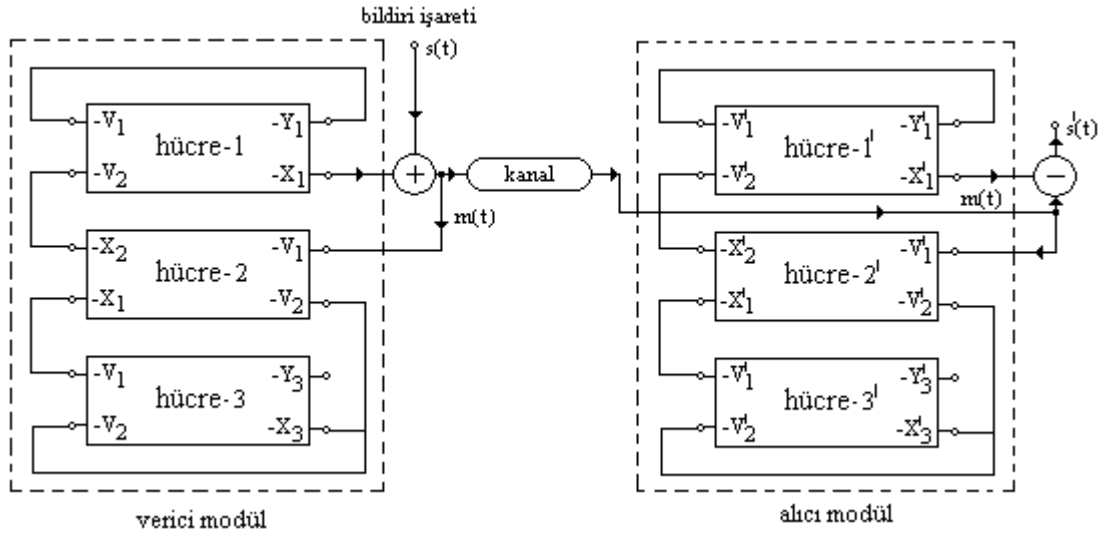 bildiri işareti
s(t)
-V1 -Y1
hücre-1
-V2 -X1
+
kanal
m(t)
-X2 -V1
hücre-2
-X1 -V2
-V1 -Y3
hücre-3
-V2 -X3
verici modül
-V'1 -Y'1
hücre-1'
-V'2 -X'1
s'(t)
−
m(t)
-X'2 -V'1
hücre-2'
-X'1 -V'2
-V'1 -Y'3
hücre-3'
-V'2 -X'3
alıcı modül